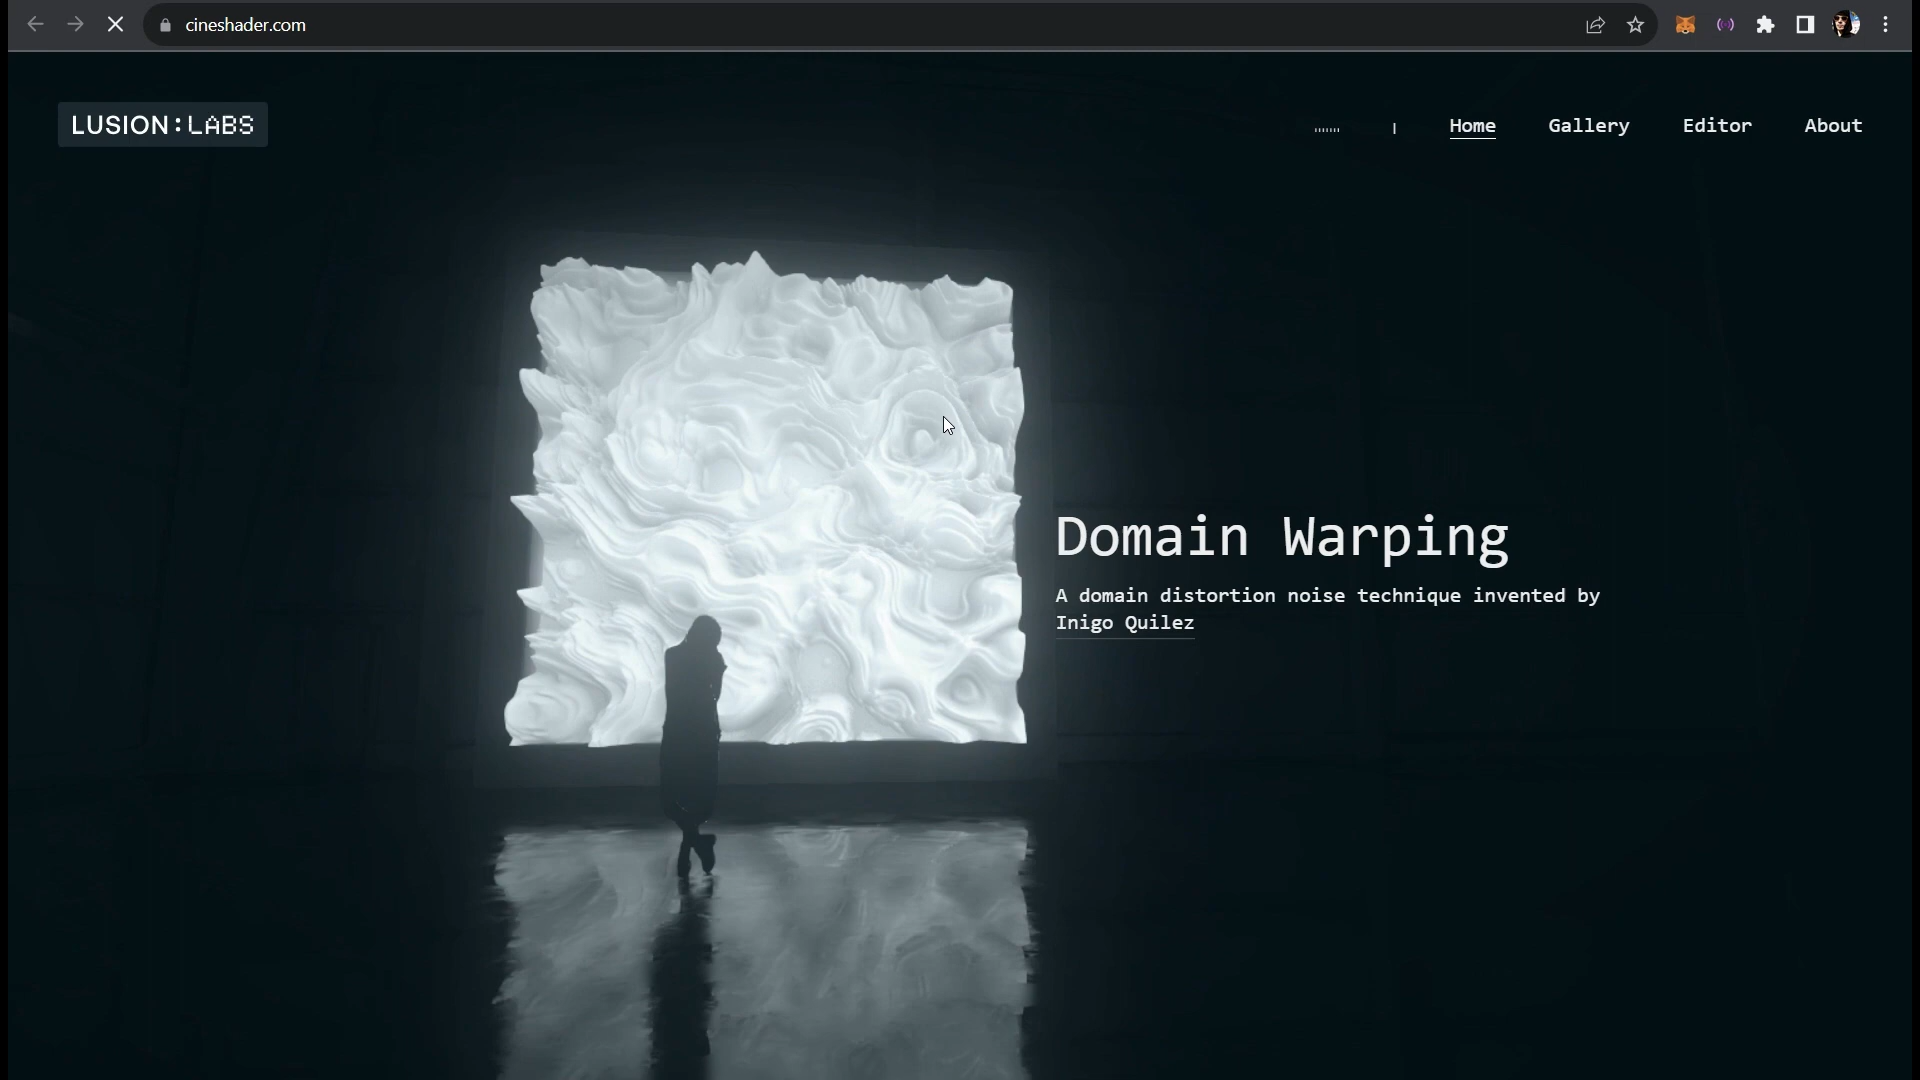 cineshader.com
LUSION:LABS
Home Gallery Editor About
Domain Warping
A domain distortion noise technique invented by
Inigo Quilez